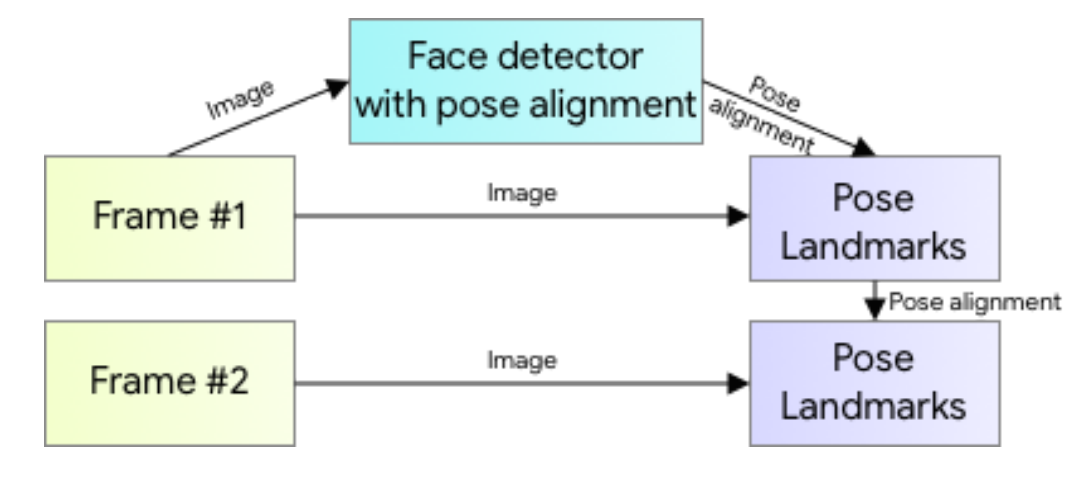 Face detector
with pose alignment
Image
Pose
alignment
Frame #1
Image
Pose
Landmarks
Pose alignment
Frame #2
Image
Pose
Landmarks